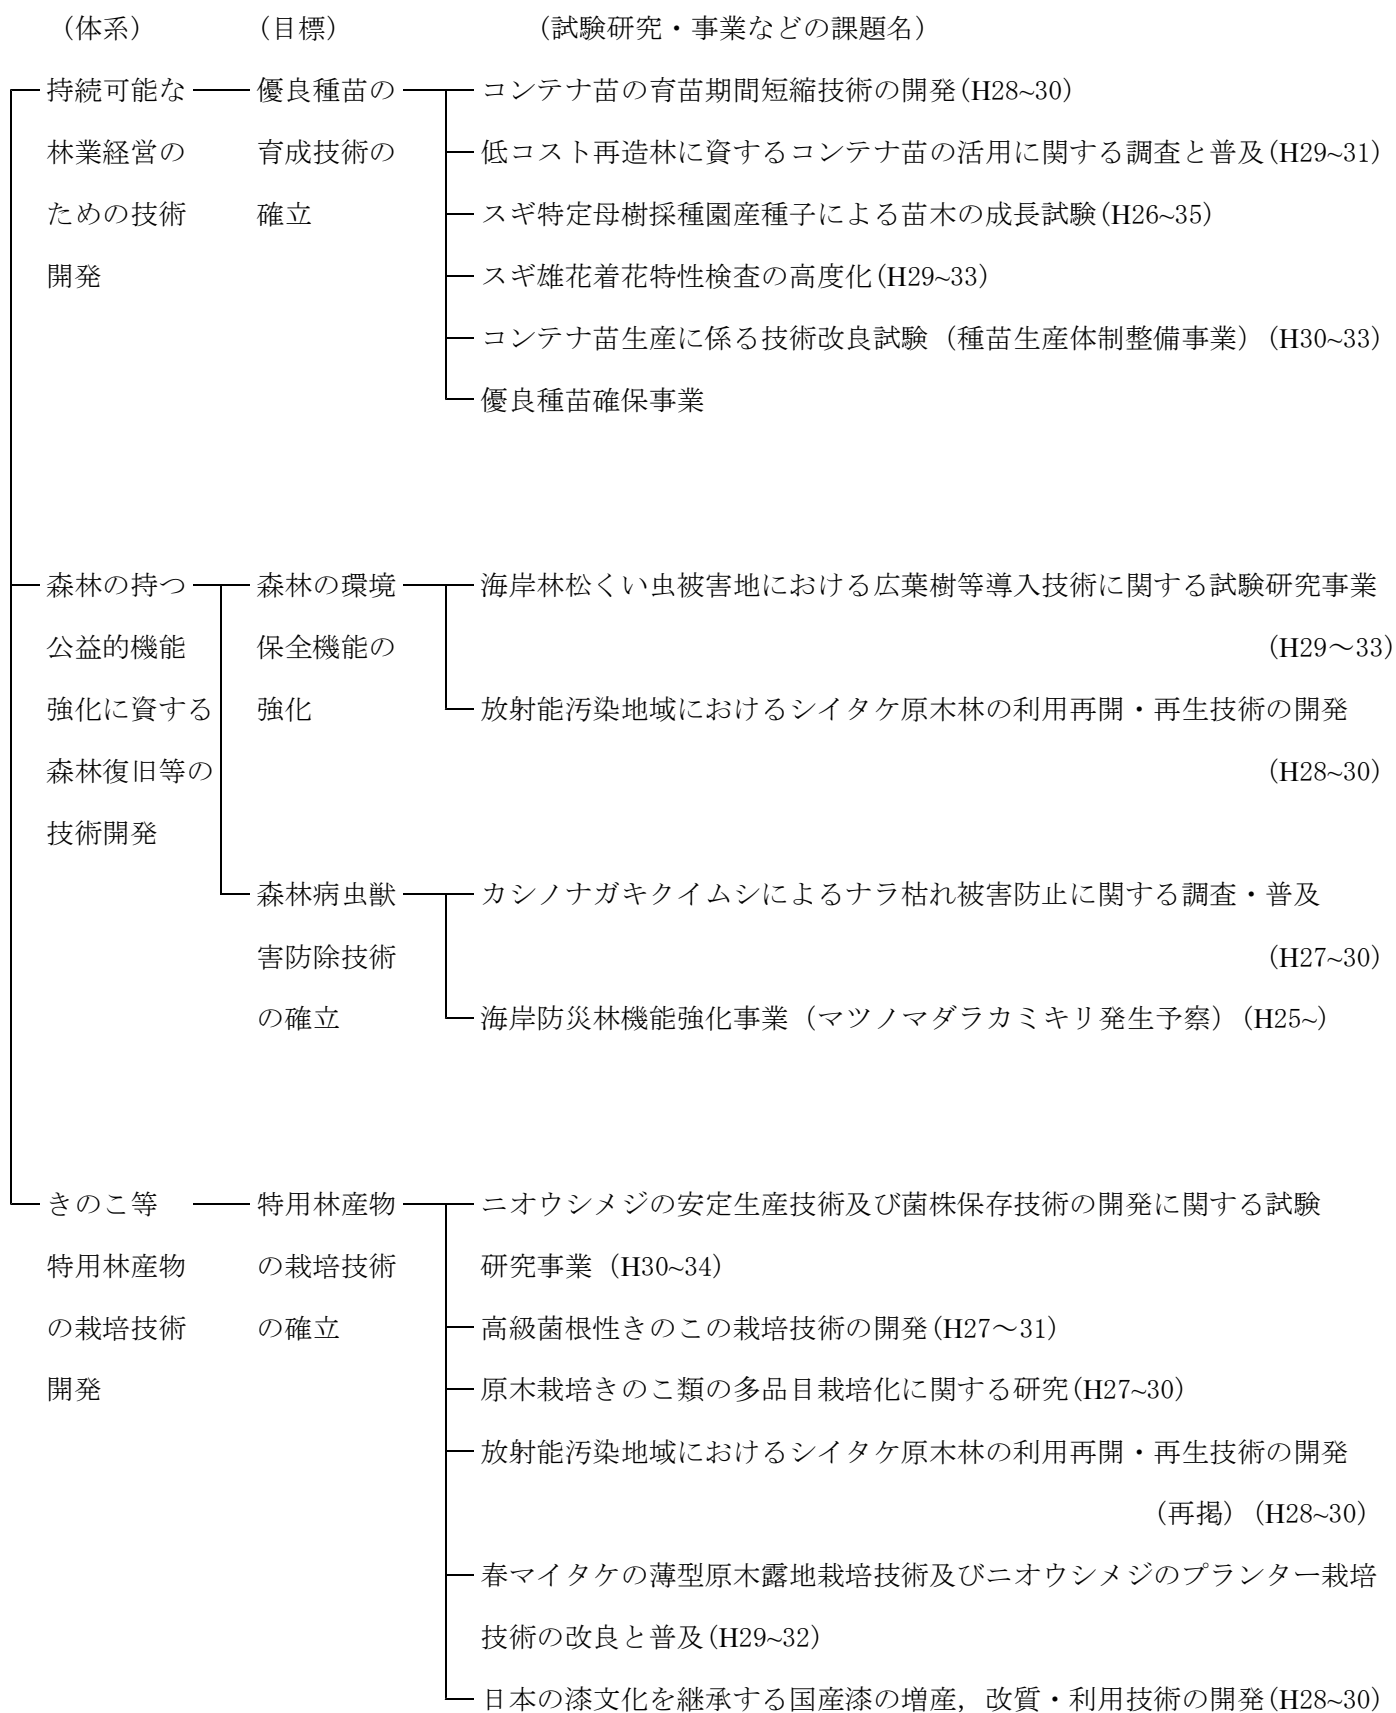 （体系） （目標） （試験研究・事業などの課題名）
持続可能な 優良種苗の コンテナ苗の育苗期間短縮技術の開発(H28~30)
林業経営の 育成技術の 低コスト再造林に資するコンテナ苗の活用に関する調査と普及(H29~31)
ための技術 確立 スギ特定母樹採種園産種子による苗木の成長試験(H26~35)
開発 スギ雄花着花特性検査の高度化(H29~33)
コンテナ苗生産に係る技術改良試験（種苗生産体制整備事業）(H30~33)
優良種苗確保事業
森林の持つ 森林の環境 海岸林松くい虫被害地における広葉樹等導入技術に関する試験研究事業
公益的機能 保全機能の (H29～33)
強化に資する 強化 放射能汚染地域におけるシイタケ原木林の利用再開・再生技術の開発
森林復旧等の (H28~30)
技術開発
森林病虫獣 カシノナガキクイムシによるナラ枯れ被害防止に関する調査・普及
害防除技術 (H27~30)
の確立 海岸防災林機能強化事業（マツノマダラカミキリ発生予察）(H25~)
きのこ等 特用林産物 ニオウシメジの安定生産技術及び菌株保存技術の開発に関する試験
特用林産物 の栽培技術 研究事業（H30~34）
の栽培技術 の確立 高級菌根性きのこの栽培技術の開発(H27～31)
開発 原木栽培きのこ類の多品目栽培化に関する研究(H27~30)
放射能汚染地域におけるシイタケ原木林の利用再開・再生技術の開発
（再掲）(H28~30)
春マイタケの薄型原木露地栽培技術及びニオウシメジのプランター栽培
技術の改良と普及(H29~32)
日本の漆文化を継承する国産漆の増産，改質・利用技術の開発(H28~30)